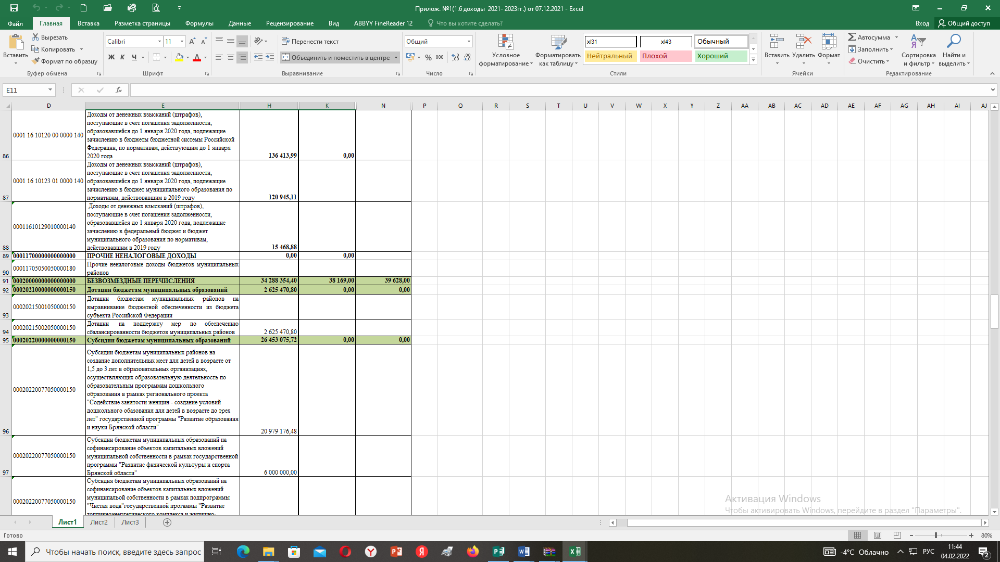 Прилож. №1(1.6 доходы 2021- 2023гг.) от 07.12.2021 - Excel
Файл Главная Вставка Разметка страницы Формулы Данные Рецензирование Вид ABBYY FineReader 12 Что вы хотите сделать? Вход Общий доступ
Вставить
Вырезать
Копировать
Формат по образцу
Буфер обмена
Calibri 11
Ж К Ч
Шрифт
Перенести текст
Объединить и поместить в центре
Выравнивание
Общий
% 000
Число
Условное форматирование
Форматировать как таблицу
xl31 xl43 Обычный
Нейтральный Плохой Хороший
Стили
Вставить Удалить Формат
Ячейки
Автосумма
Заполнить
Очистить
Сортировка и фильтр
Найти и выделить
Редактирование
E11 fx
D E H K N P Q R S T U V W X Y Z AA AB AC AD AE AF AG AH AI AJ
Доходы от денежных взысканий (штрафов),
поступающие в счет погашения задолженности,
образовавшейся до 1 января 2020 года, подлежащие
0001 16 10120 00 0000 140 зачислению в бюджеты бюджетной системы Российской
Федерации, по нормативам, действующим до 1 января
86 2020 года 136 413,99 0,00
Доходы от денежных взысканий (штрафов),
поступающие в счет погашения задолженности,
0001 16 10123 01 0000 140 образовавшейся до 1 января 2020 года, подлежащие
зачислению в бюджет муниципального образования по
87 нормативам, действовавшим в 2019 году 120 945,11
Доходы от денежных взысканий (штрафов),
поступающие в счет погашения задолженности,
образовавшейся до 1 января 2020 года, подлежащие
00011610129010000140 зачислению в федеральный бюджет и бюджет
муниципального образования по нормативам,
88 действовавшим в 2019 году 15 468,88
89 00011700000000000000 ПРОЧИЕ НЕНАЛОГОВЫЕ ДОХОДЫ 0,00 0,00
00011705050050000180 Прочие неналоговые доходы бюджетов муниципальных
90 районов
91 00020000000000000000 БЕЗВОЗМЕЗДНЫЕ ПЕРЕЧИСЛЕНИЯ 34 288 354,40 38 169,00 39 628,00
92 00020210000000000150 Дотации бюджетам муниципальных образований 2 625 470,80 0,00 0,00
Дотации бюджетам муниципальных районов на
00020215001050000150 выравнивание бюджетной обеспеченности из бюджета
93 субъекта Российской Федерации
00020215002050000150 Дотации на поддержку мер по обеспечению
94 сбалансированности бюджетов муниципальных районов 2 625 470,80
95 00020220000000000150 Субсидии бюджетам муниципальных образований 26 453 075,72 0,00 0,00
Субсидии бюджетам муниципальных районов на
создание дополнительных мест для детей в возрасте от
1,5 до 3 лет в образовательных организациях,
осуществляющих образовательную деятельность по
00020220077050000150 образовательным программам дошкольного
образования в рамках регионального проекта
"Содействие занятости женщин - создание условий
дошкольного обазования для детей в возрасте до трех
лет" государственной программы "Развитие образования
и науки Брянской области"
96 20 979 176,48
Субсидии бюджетам муниципальных образований на
софинансирование объектов капитальных вложений
00020220077050000150 муниципальной собственности в рамках государственной
программы "Развитие физической культуры и спорта
97 Брянской области" 6 000 000,00
Субсидия бюджетам муниципальных образований на
софинансирование объектов капитальных вложений
муниципальой собственности в рамках подпрограммы
00020220077050000150 "Чистая вода"государственной прогаммы "Развитие
топливноэнергетического комплекса и жилищно-
Активация Windows
Чтобы активировать Windows, перейдите в раздел "Параметры".
Лист1 Лист2 Лист3
Готово 80%
Чтобы начать поиск, введите здесь запрос
-4°C Облачно РУС 11:44
04.02.2022 2